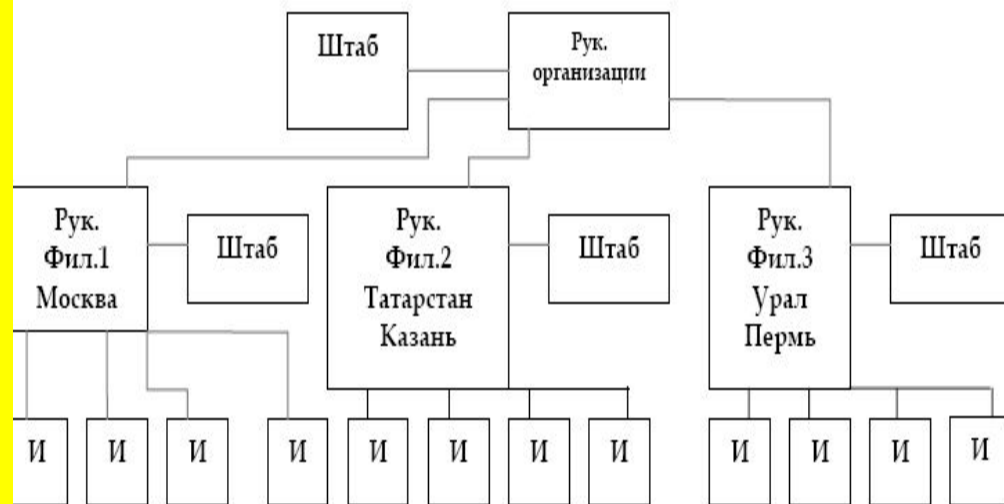 Штаб
Рук.
организации
Рук.
Фил.1
Москва
Штаб
Рук.
Фил.2
Татарстан
Казань
Штаб
Рук.
Фил.3
Урал
Пермь
Штаб
И
И
И
И
И
И
И
И
И
И
И
И